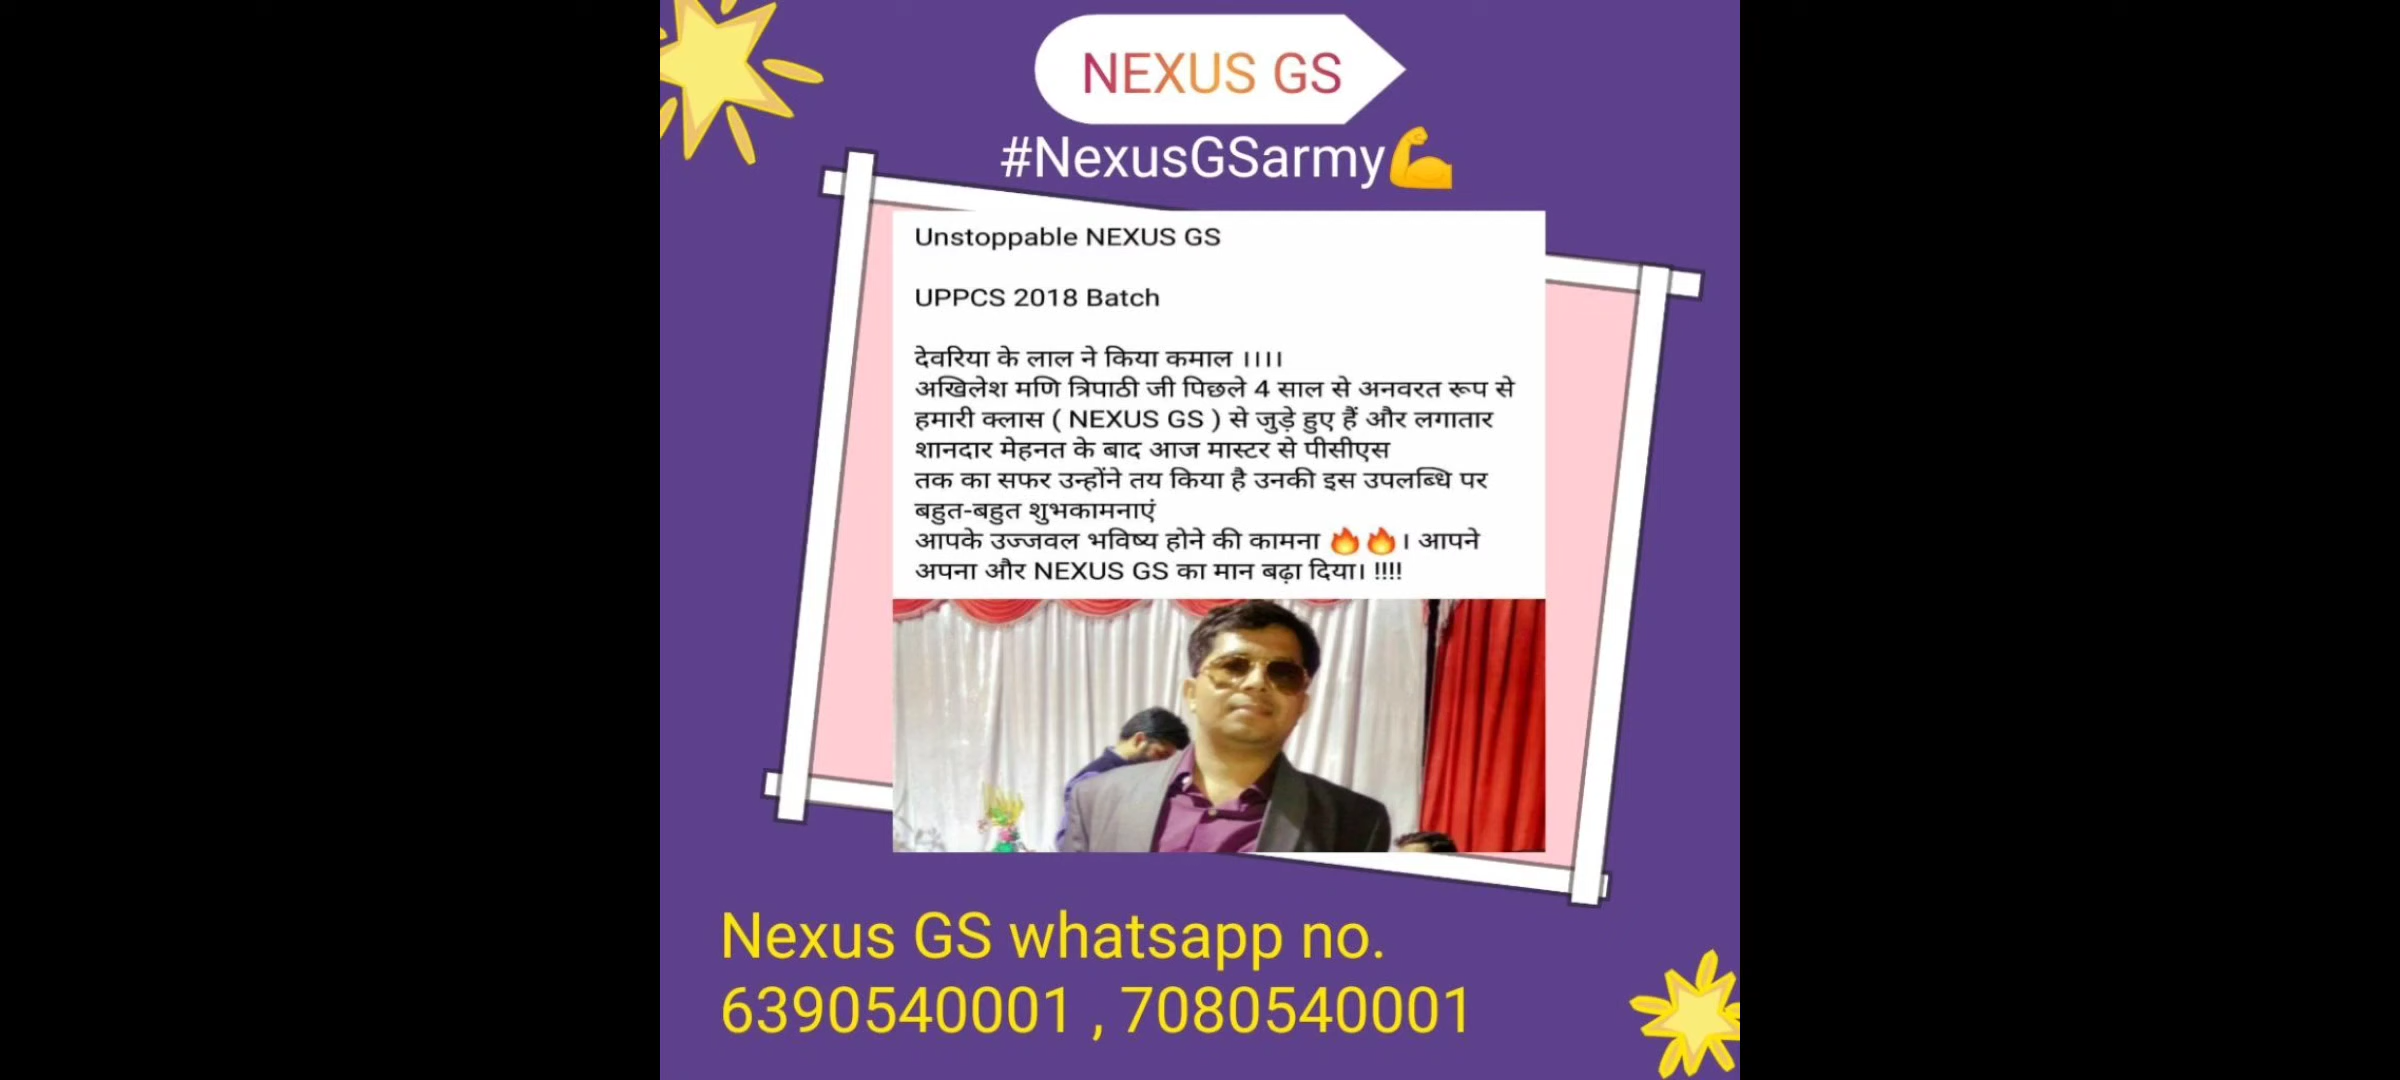 NEXUS GS
#NexusGSarmy💪
Unstoppable NEXUS GS
UPPCS 2018 Batch
देवरिया के लाल ने किया कमाल ।।।।
अखिलेश मणि त्रिपाठी जी पिछले 4 साल से अनवरत रूप से
हमारी क्लास ( NEXUS GS ) से जुड़े हुए हैं और लगातार
शानदार मेहनत के बाद आज मास्टर से पीसीएस
तक का सफर उन्होंने तय किया है उनकी इस उपलब्धि पर
बहुत-बहुत शुभकामनाएं
आपके उज्जवल भविष्य होने की कामना 🔥🔥। आपने
अपना और NEXUS GS का मान बढ़ा दिया। !!!!
Nexus GS whatsapp no.
6390540001 , 7080540001